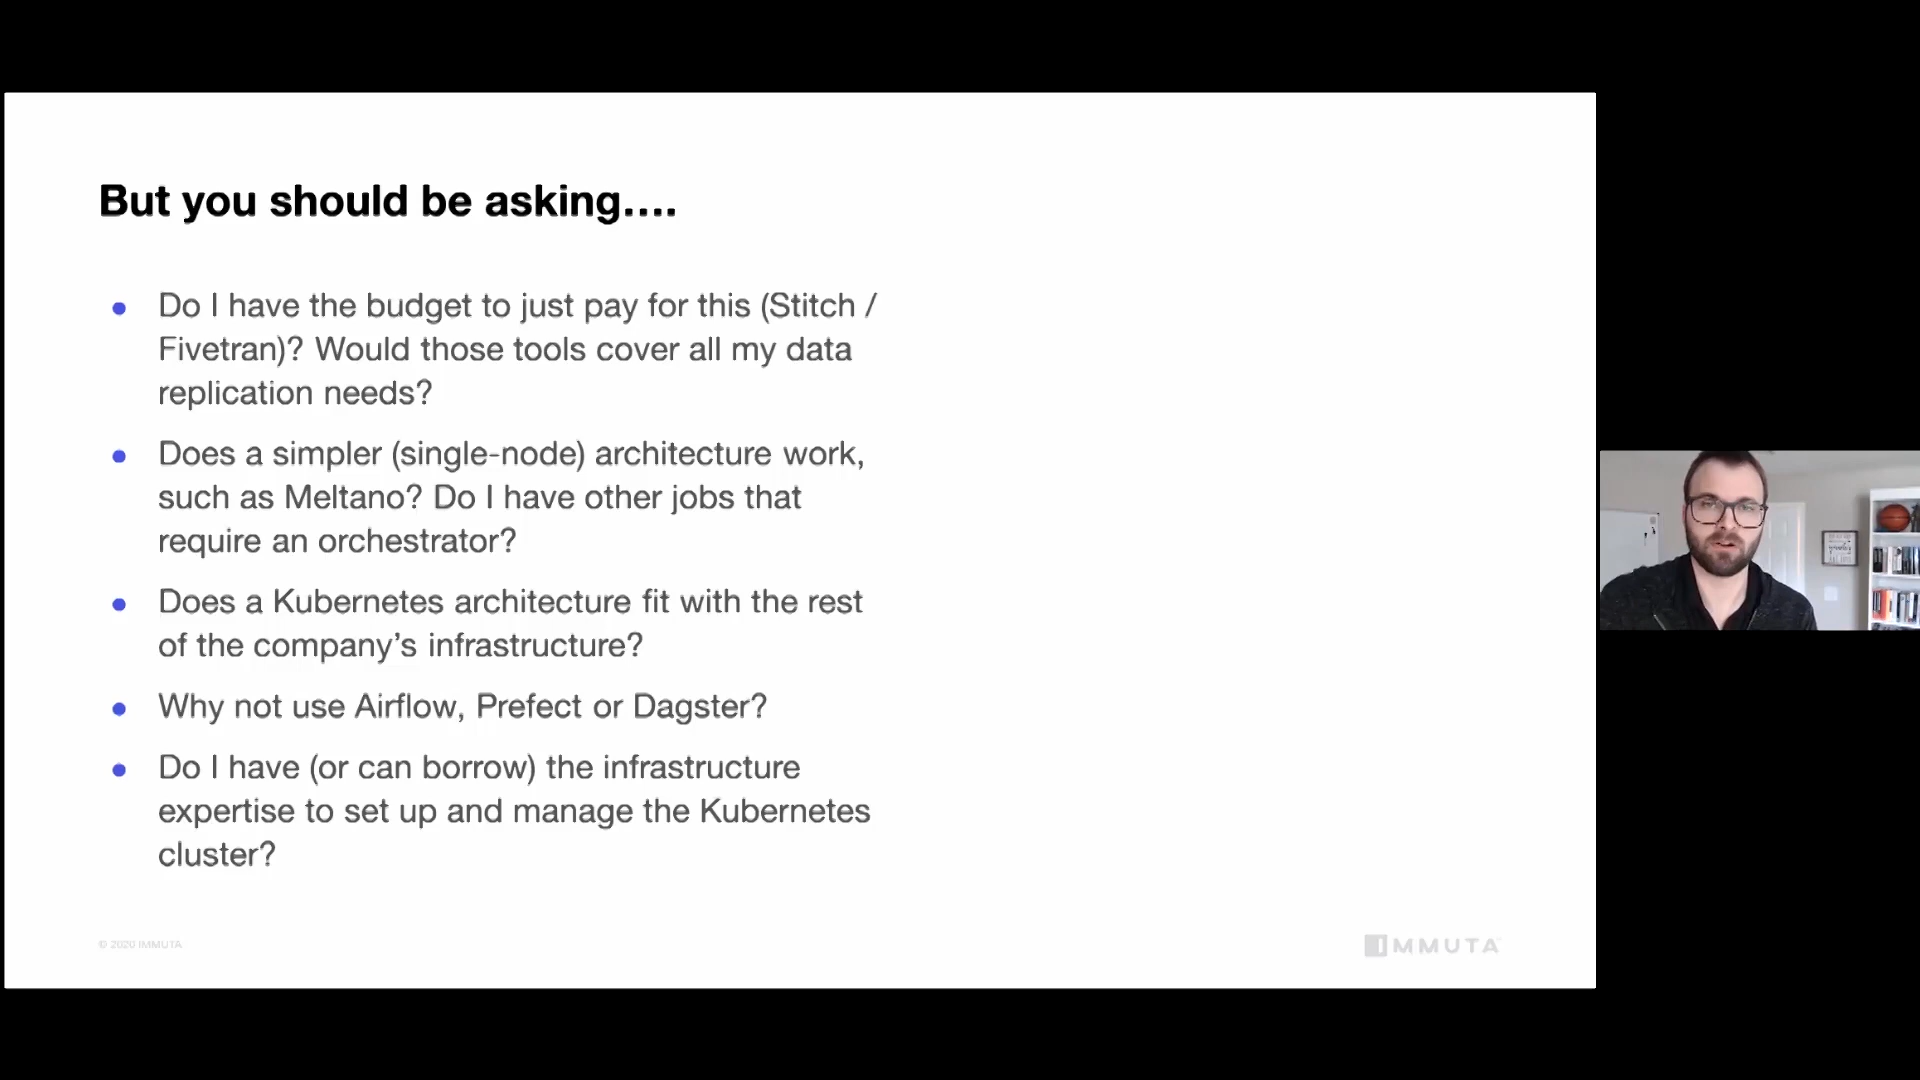 But you should be asking....
• Do I have the budget to just pay for this (Stitch /
Fivetran)? Would those tools cover all my data
replication needs?
• Does a simpler (single-node) architecture work,
such as Meltano? Do I have other jobs that
require an orchestrator?
• Does a Kubernetes architecture fit with the rest
of the company’s infrastructure?
• Why not use Airflow, Prefect or Dagster?
• Do I have (or can borrow) the infrastructure
expertise to set up and manage the Kubernetes
cluster?
© 2020 IMMUTA
IMMUTA